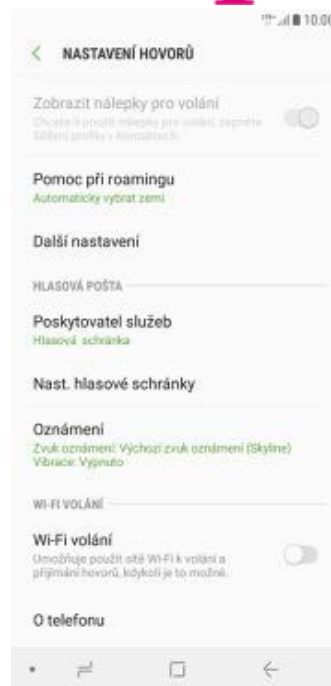 10:00
NASTAVENÍ HOVORŮ
Zobrazit nálepky pro volání
Pomoc při roamingu
Automaticky vybrat zemi
Další nastavení
HLASOVÁ POŠTA
Poskytovatel služeb
Hlasová schránka
Nast. hlasové schránky
Oznámení
Zvuk oznámení: Výchozí zvuk oznámení (Skyline)
Vibrace: Vypnuto
WI-FI VOLÁNÍ
Wi-Fi volání
Umožňuje použít sítě Wi-Fi k volání a
přijímání hovorů, kdykoli je to možné.
O telefonu